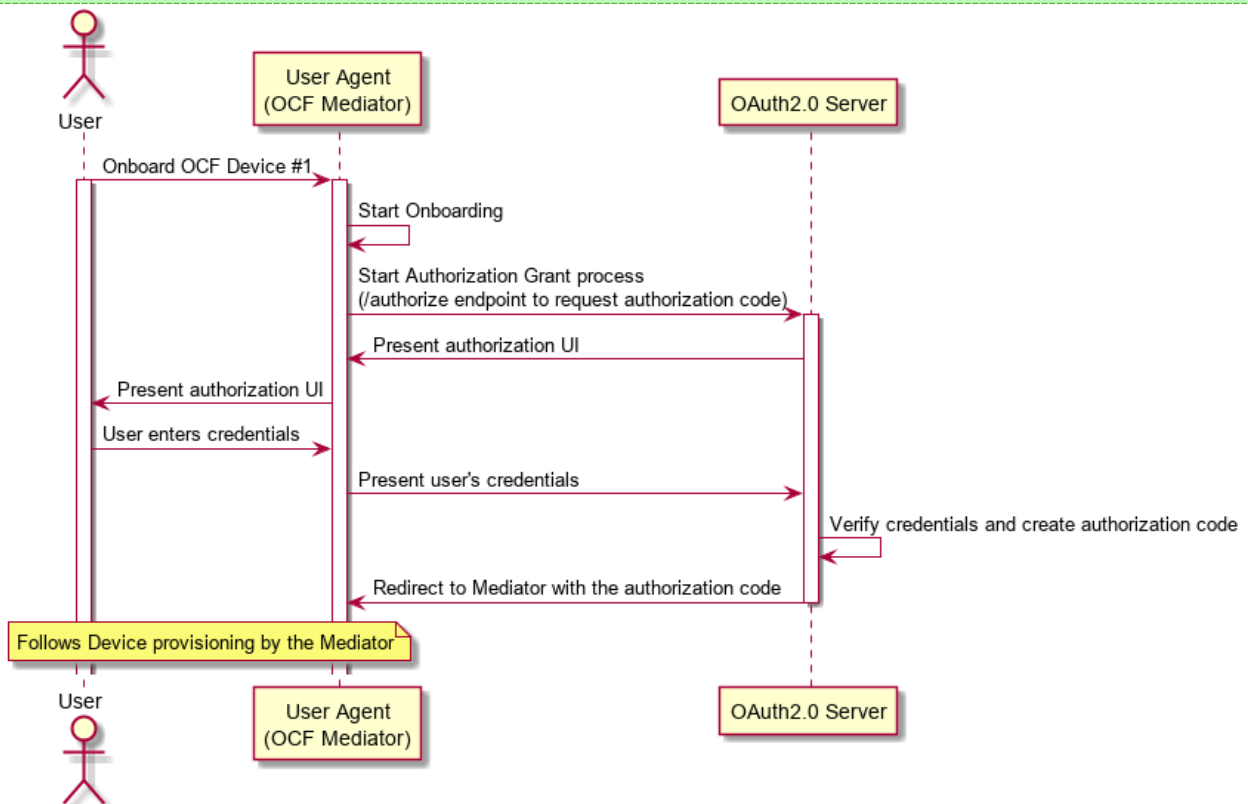 User
User Agent
(OCF Mediator)
OAuth2.0 Server
Onboard OCF Device #1
Start Onboarding
Start Authorization Grant process
(/authorize endpoint to request authorization code)
Present authorization UI
Present authorization UI
User enters credentials
Present user's credentials
Verify credentials and create authorization code
Redirect to Mediator with the authorization code
Follows Device provisioning by the Mediator
User
User Agent
(OCF Mediator)
OAuth2.0 Server